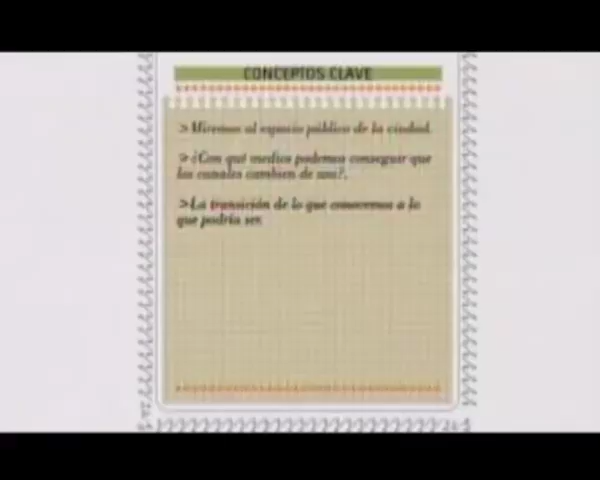 CONCEPTOS CLAVE
>Miremos al espacio público de la ciudad.
>¿Con qué medios podemos conseguir que
los canales cambien de uso?.
>La transición de lo que conocemos a lo
que podría ser.